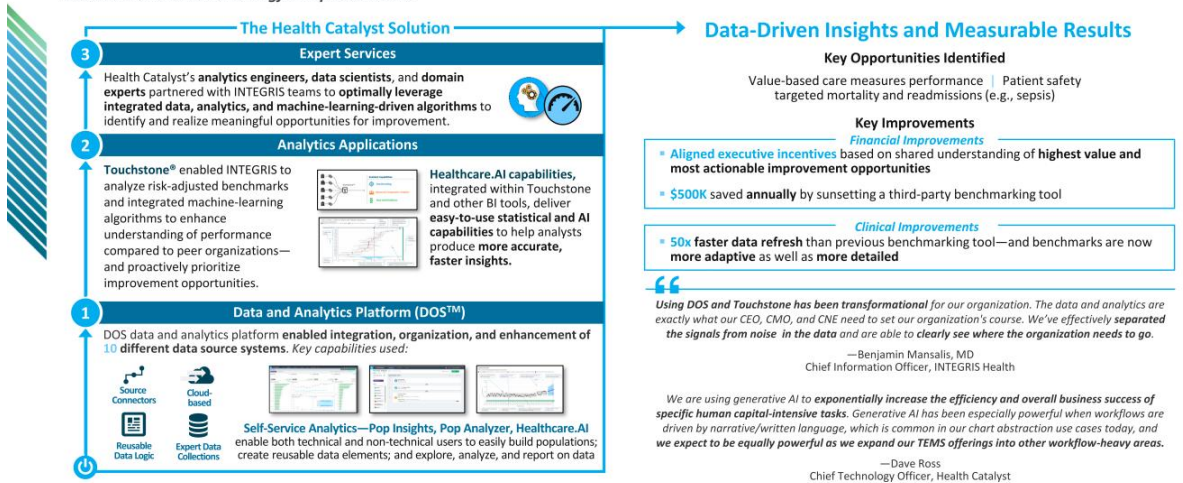 The Health Catalyst Solution
3
Expert Services
Health Catalyst's analytics engineers, data scientists, and domain
experts partnered with INTEGRIS teams to optimally leverage
integrated data, analytics, and machine-learning-driven algorithms to
identify and realize meaningful opportunities for improvement.
2
Analytics Applications
Touchstone® enabled INTEGRIS to
analyze risk-adjusted benchmarks
and integrated machine-learning
algorithms to enhance
understanding of performance
compared to peer organizations—
and proactively prioritize
improvement opportunities.
Healthcare.AI capabilities,
integrated within Touchstone
and other BI tools, deliver
easy-to-use statistical and AI
capabilities to help analysts
produce more accurate,
faster insights.
1
Data and Analytics Platform (DOS™)
DOS data and analytics platform enabled integration, organization, and enhancement of
10 different data source systems. Key capabilities used:
Source
Connectors
Cloud-
based
Reusable
Data Logic
Expert Data
Collections
Self-Service Analytics—Pop Insights, Pop Analyzer, Healthcare.AI
enable both technical and non-technical users to easily build populations;
create reusable data elements; and explore, analyze, and report on data
Data-Driven Insights and Measurable Results
Key Opportunities Identified
Value-based care measures performance | Patient safety
targeted mortality and readmissions (e.g., sepsis)
Key Improvements
Financial Improvements
▪ Aligned executive incentives based on shared understanding of highest value and
most actionable improvement opportunities
▪ $500K saved annually by sunsetting a third-party benchmarking tool
Clinical Improvements
▪ 50x faster data refresh than previous benchmarking tool—and benchmarks are now
more adaptive as well as more detailed
Using DOS and Touchstone has been transformational for our organization. The data and analytics are
exactly what our CEO, CMO, and CNE need to set our organization's course. We've effectively separated
the signals from noise in the data and are able to clearly see where the organization needs to go.
—Benjamin Mansalis, MD
Chief Information Officer, INTEGRIS Health
We are using generative AI to exponentially increase the efficiency and overall business success of
specific human capital-intensive tasks. Generative AI has been especially powerful when workflows are
driven by narrative/written language, which is common in our chart abstraction use cases today, and
we expect to be equally powerful as we expand our TEMS offerings into other workflow-heavy areas.
—Dave Ross
Chief Technology Officer, Health Catalyst